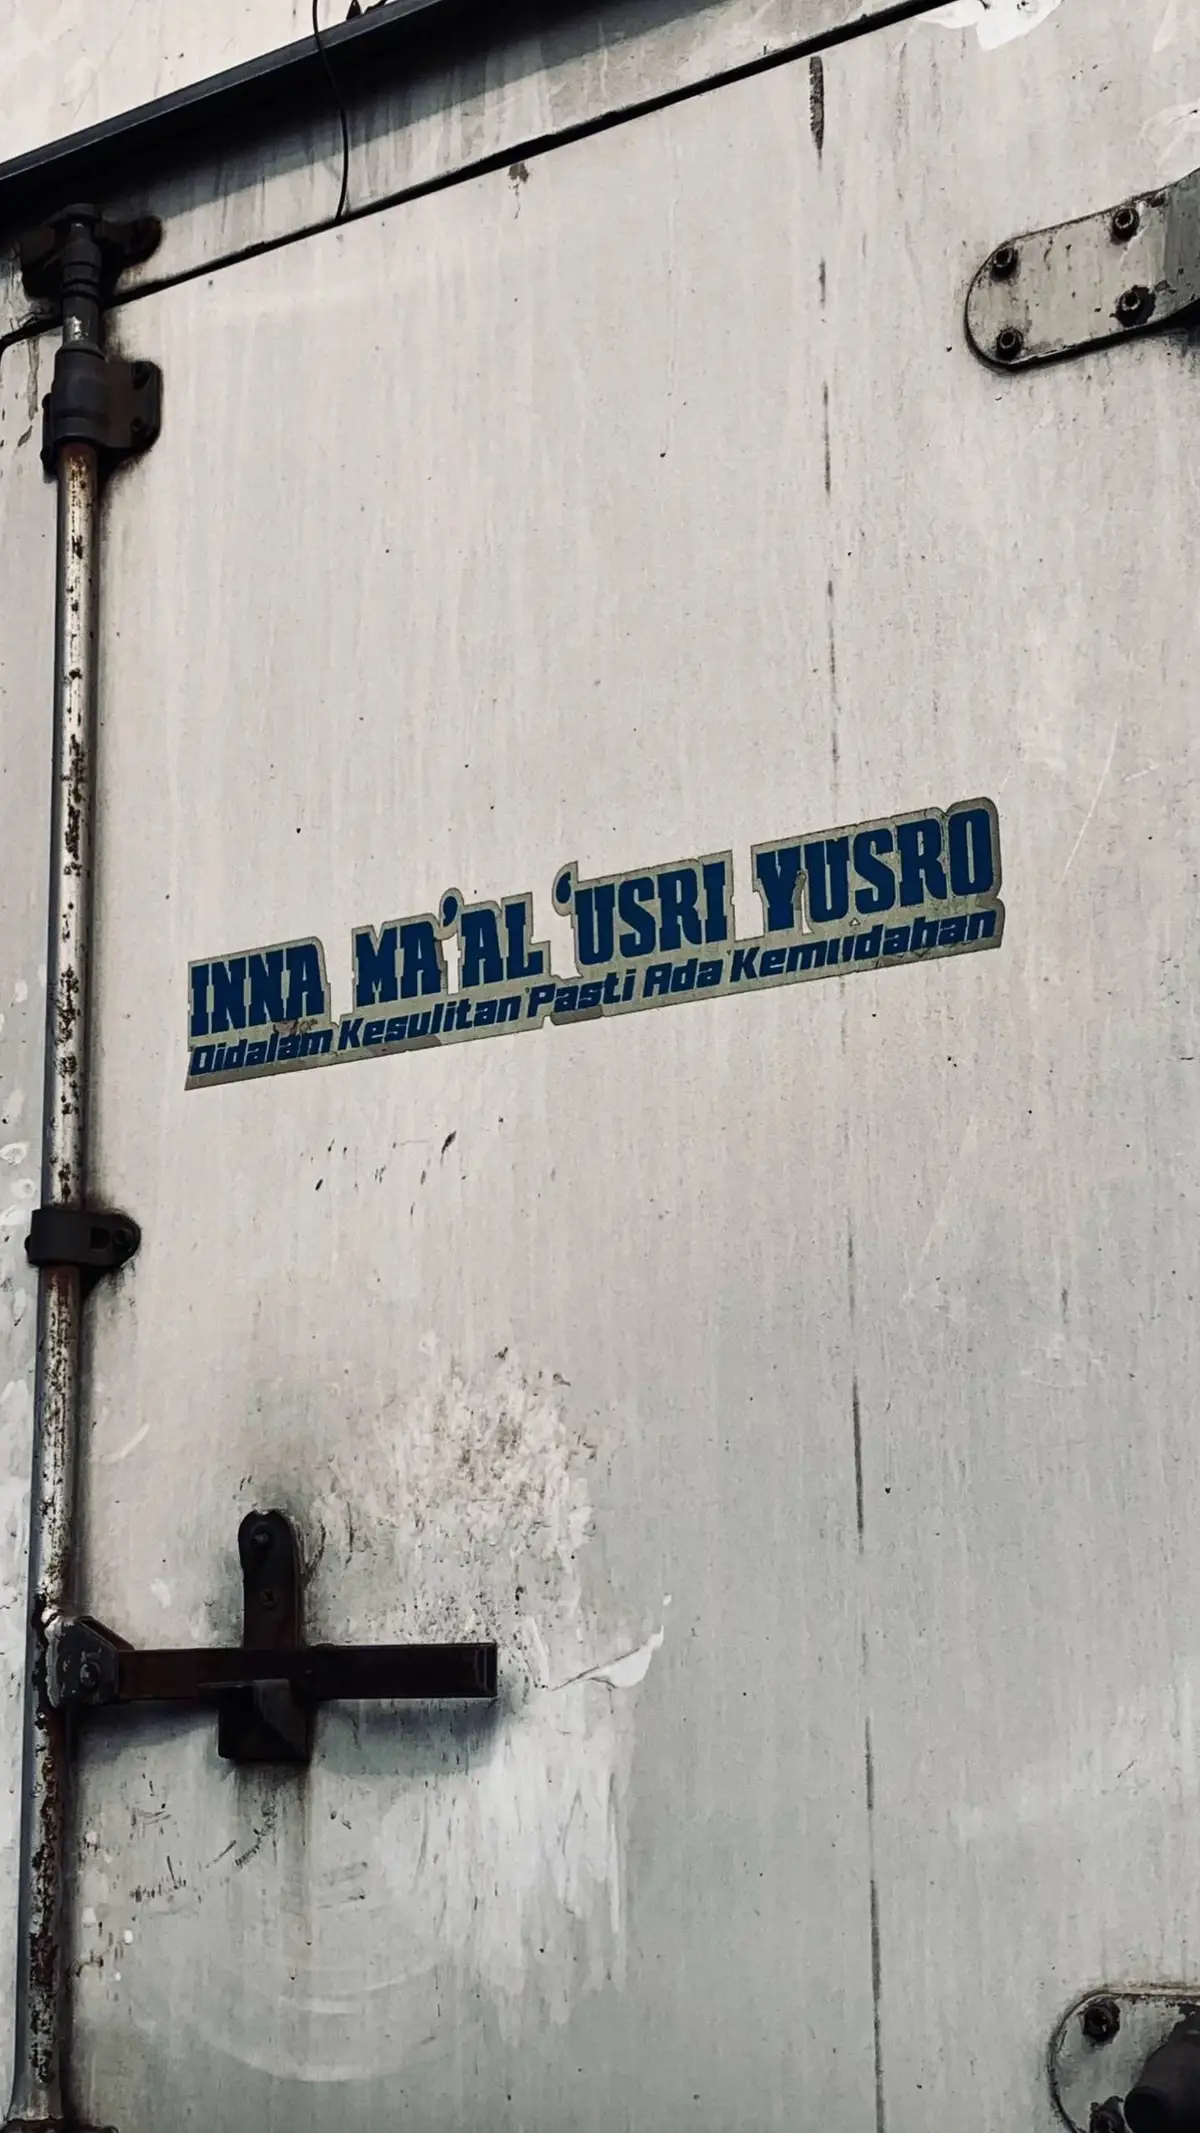 INNA MA'AL 'USRI YUSRO
Didalam Kesulitan Pasti Ada Kemudahan